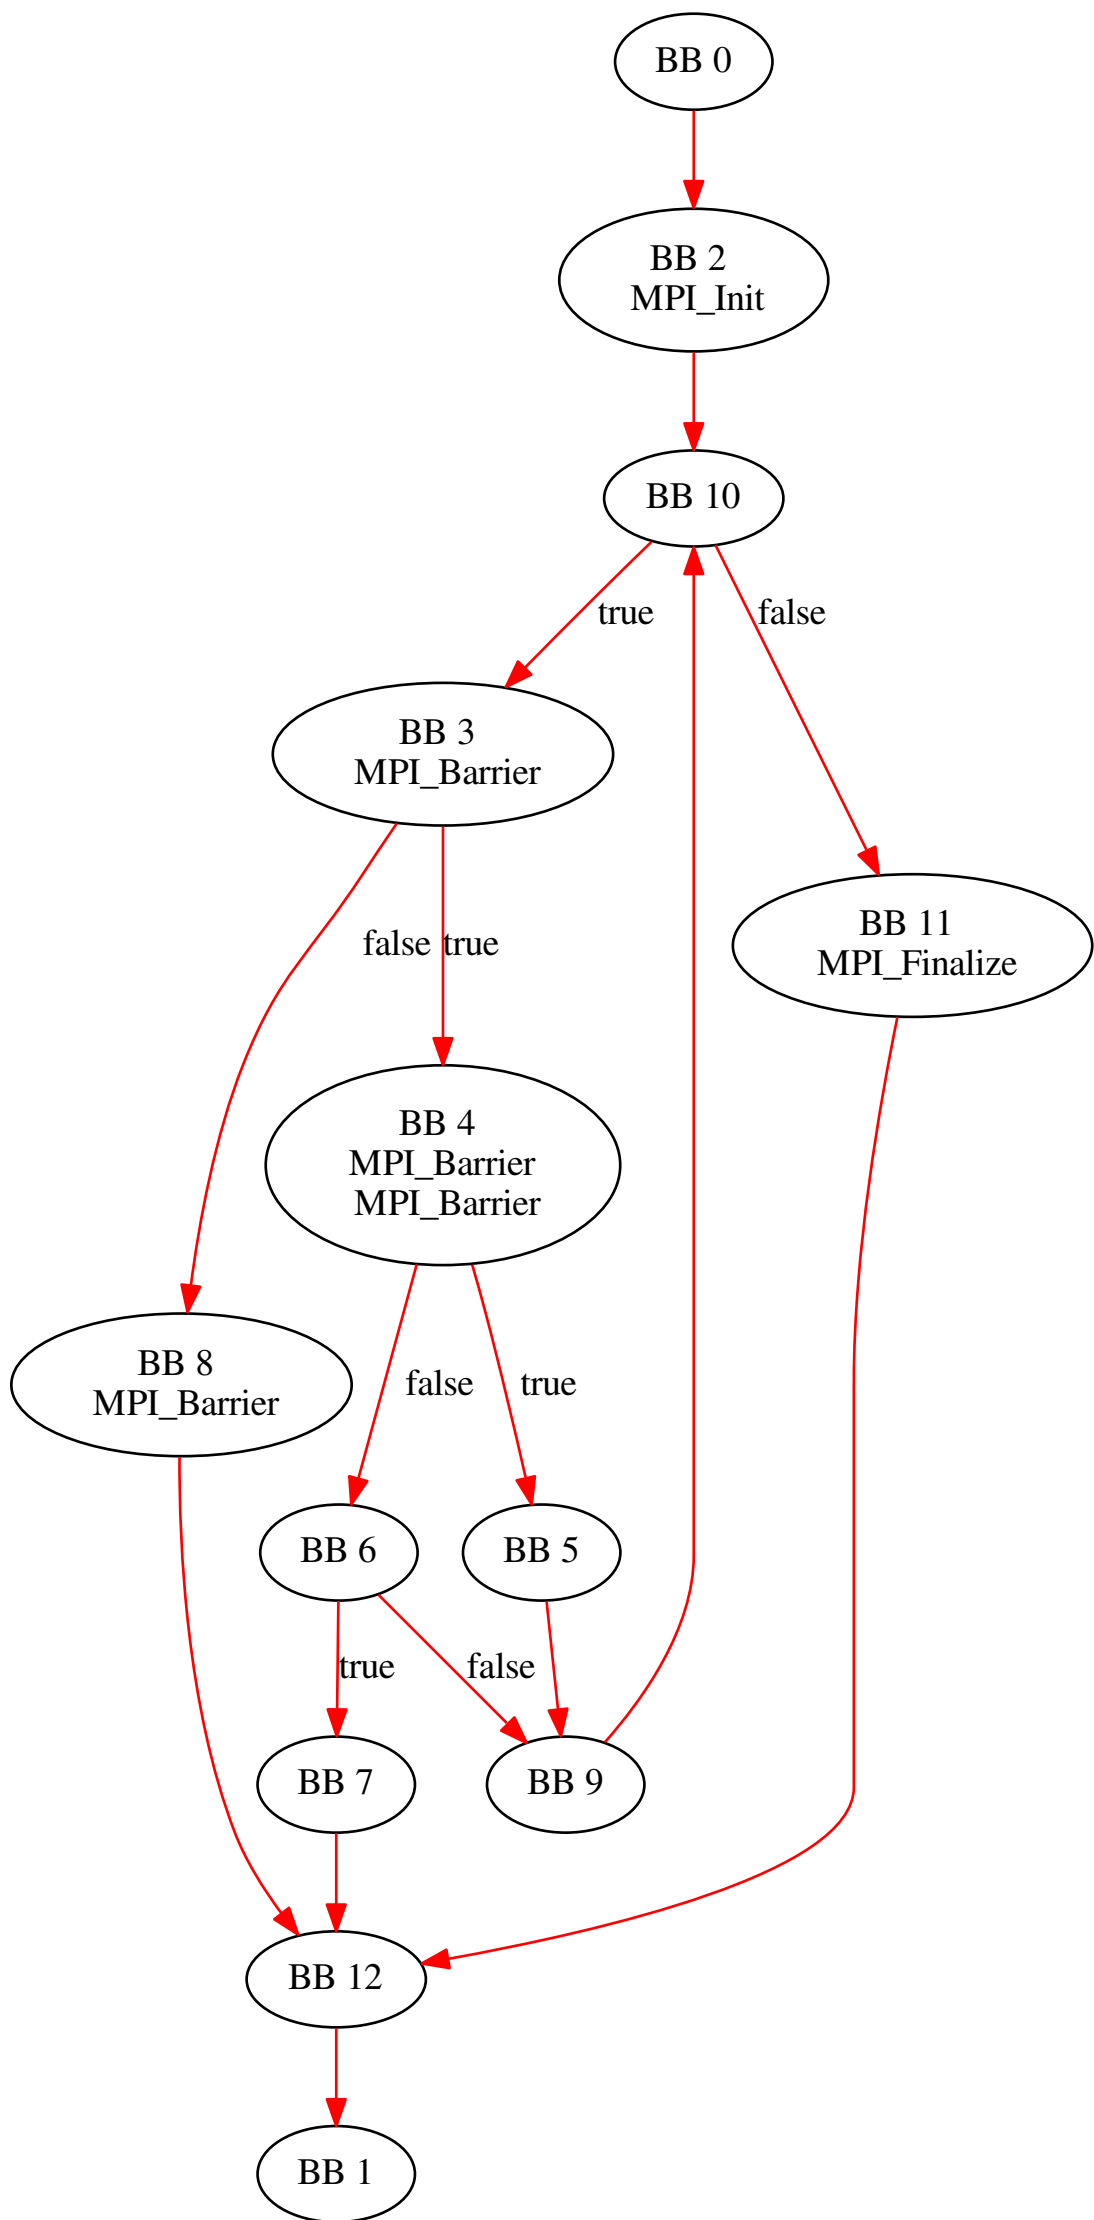 BB 0
BB 2
MPI_Init
BB 10
true
false
BB 3
MPI_Barrier
BB 11
MPI_Finalize
false
true
BB 4
MPI_Barrier
MPI_Barrier
BB 8
MPI_Barrier
false
true
BB 6
BB 5
true
false
BB 7
BB 9
BB 12
BB 1